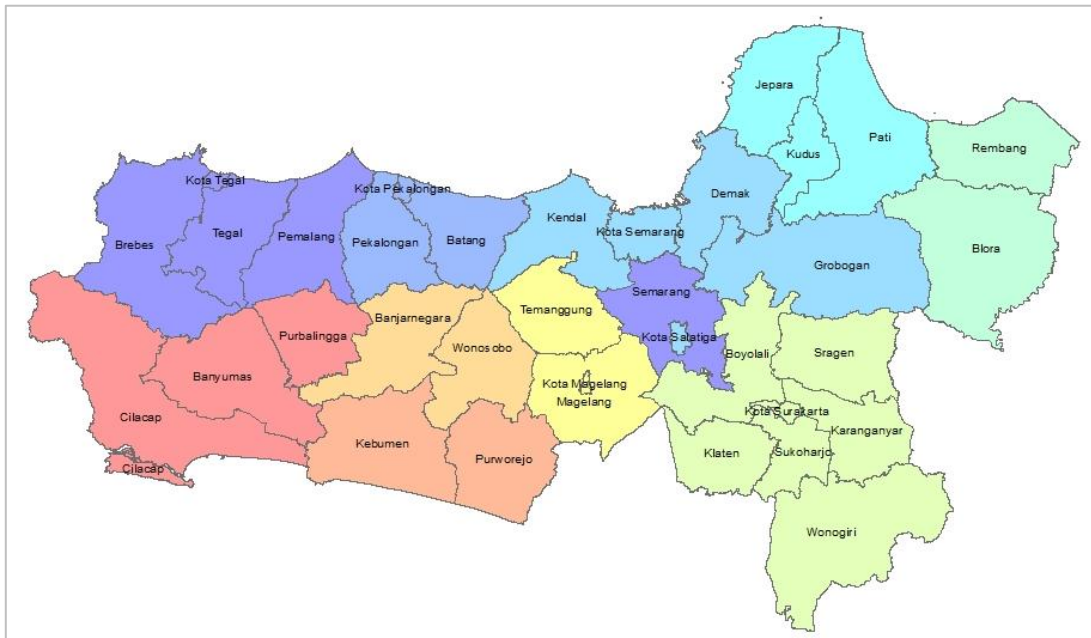 Jepara
Pati
Kudus
Rembang
Kota Tegal
Kota Pekalongan
Demak
Tegal
Pemalang
Kendal
Kota Semarang
Brebes
Pekalongan
Batang
Blora
Grobogan
Semarang
Temanggung
Banjarnegara
Purbalingga
Kota Salatiga
Wonosobo
Boyolali
Sragen
Banyumas
Kota Magelang
Magelang
Cilacap
Kota Surakarta
Karanganyar
Kebumen
Purworejo
Klaten
Sukoharjo
Cilacap
Wonogiri